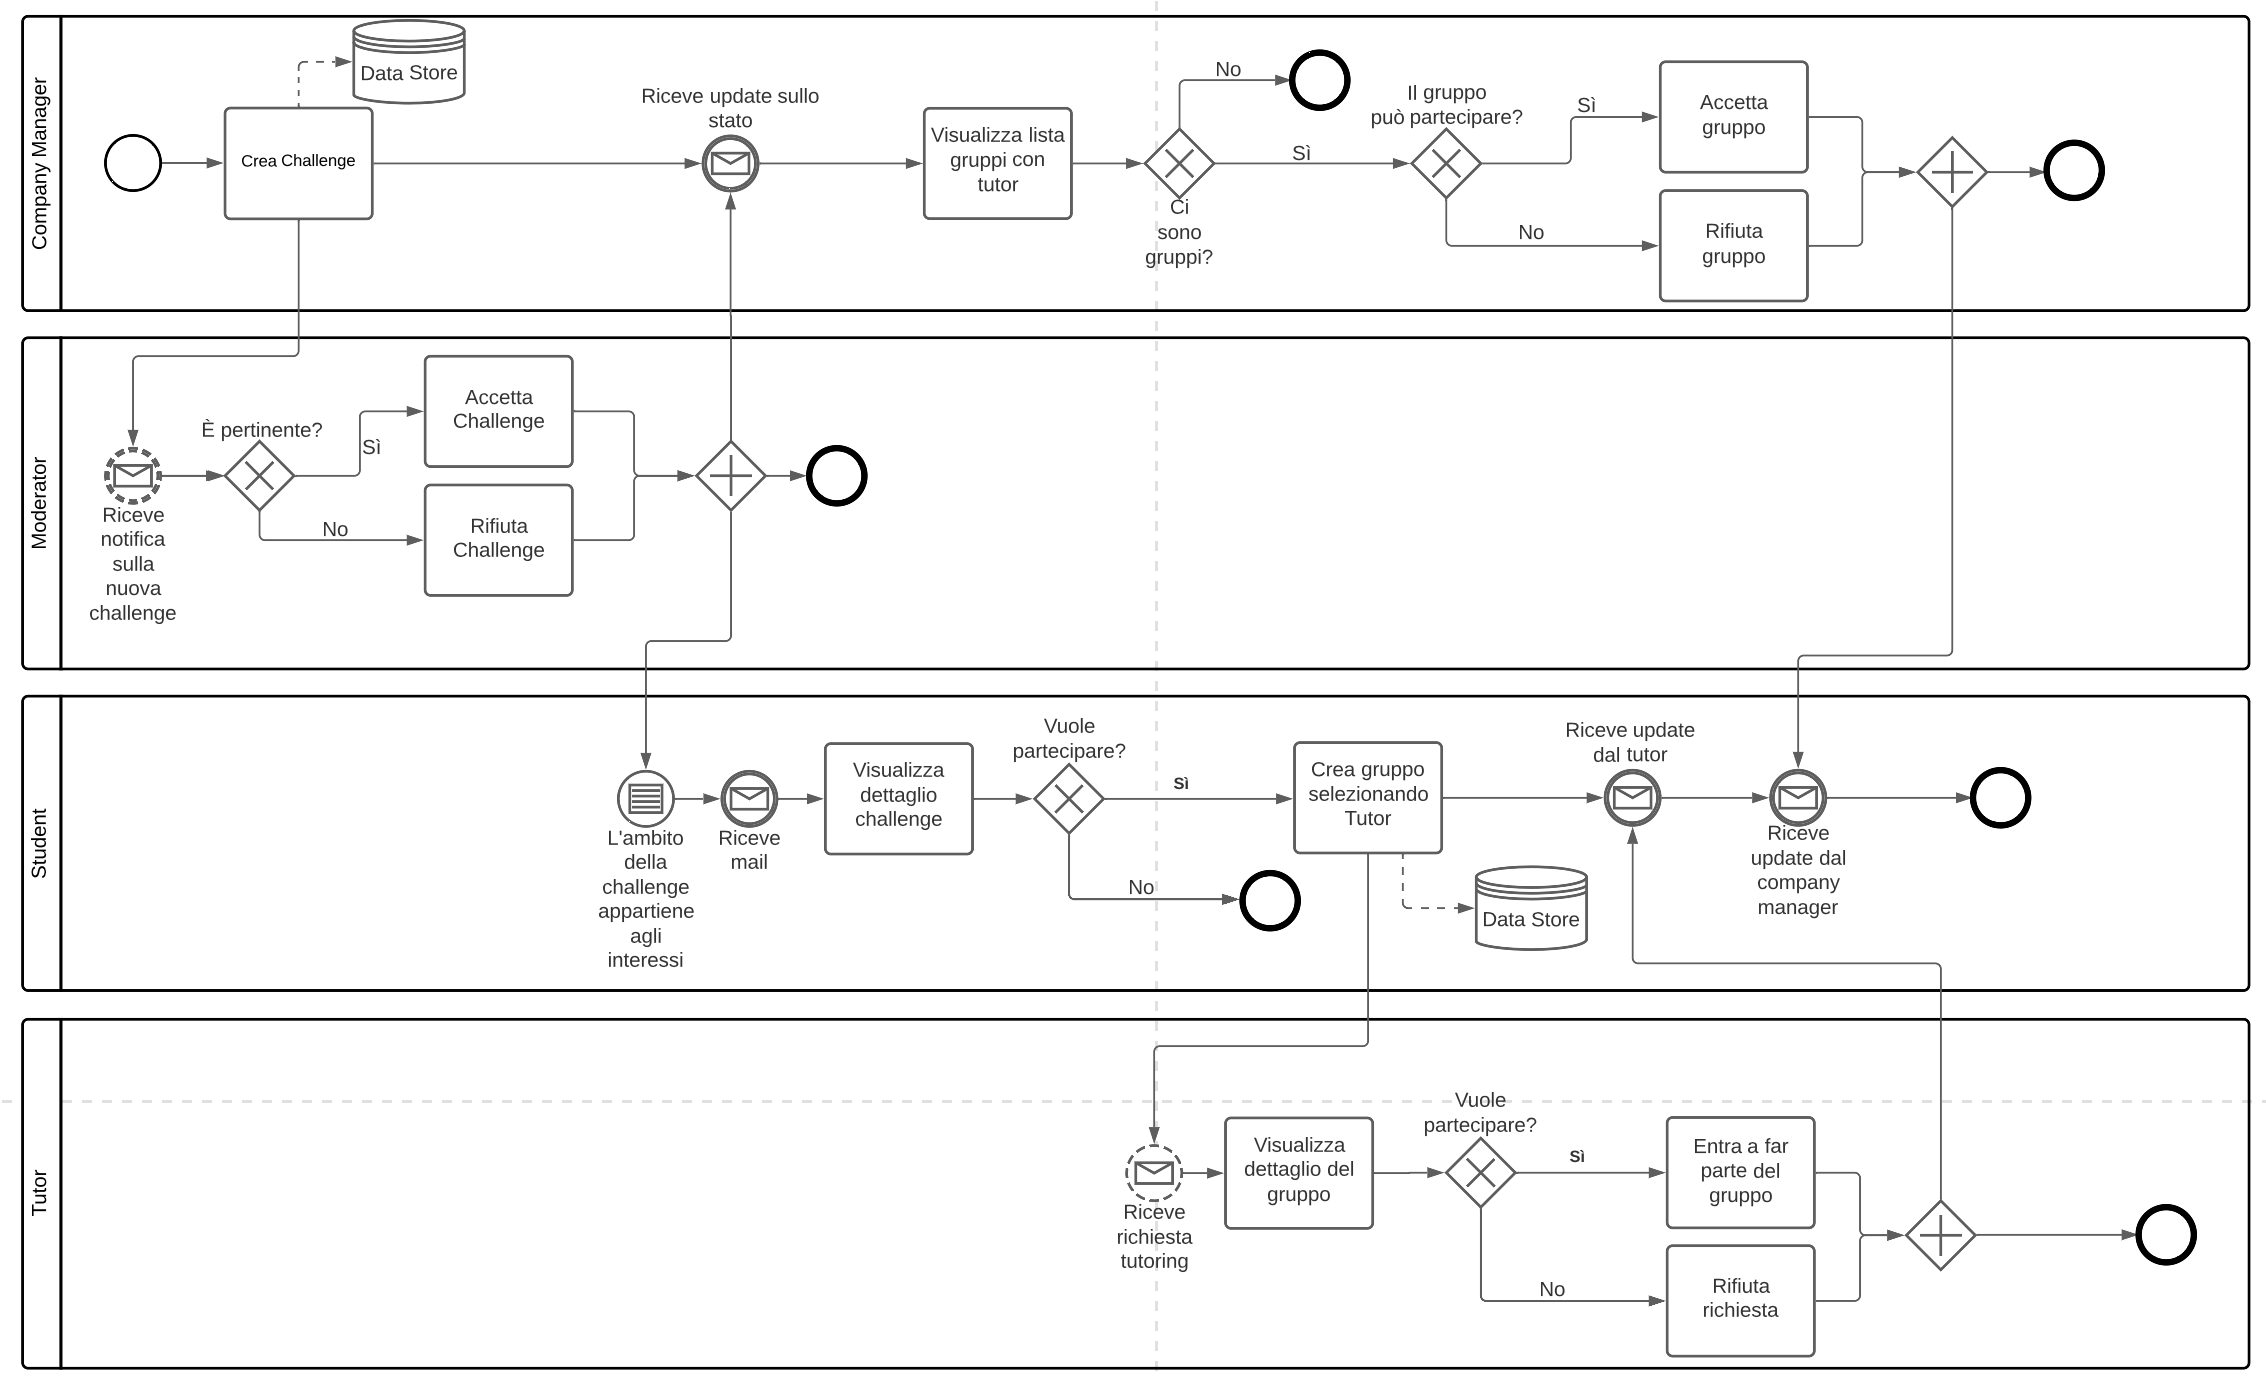 Company Manager
Data Store
Crea Challenge
Riceve update sullo
stato
Visualizza lista
gruppi con
tutor
No
Sì
Ci
sono
gruppi?
Il gruppo
può partecipare?
Sì
No
Accetta
gruppo
Rifiuta
gruppo
Moderator
Riceve
notifica
sulla
nuova
challenge
È pertinente?
Sì
No
Accetta
Challenge
Rifiuta
Challenge
Student
L'ambito
della
challenge
appartiene
agli
interessi
Riceve
mail
Visualizza
dettaglio
challenge
Vuole
partecipare?
Sì
No
Crea gruppo
selezionando
Tutor
Data Store
Riceve update
dal tutor
Riceve
update dal
company
manager
Tutor
Riceve
richiesta
tutoring
Visualizza
dettaglio del
gruppo
Vuole
partecipare?
Sì
No
Entra a far
parte del
gruppo
Rifiuta
richiesta